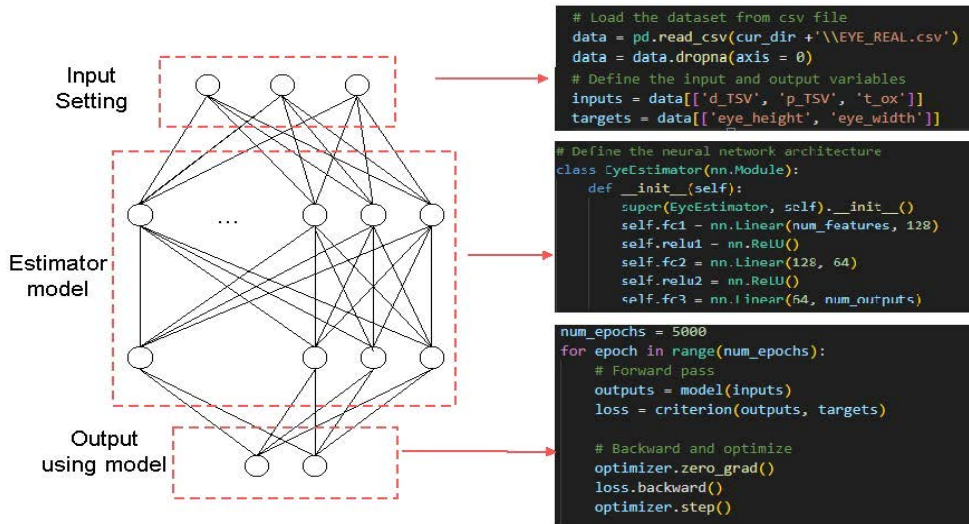 Input
Setting
Estimator
model
Output
using model
...
# Load the dataset from csv file
data = pd.read_csv(cur_dir +'\\EYE_REAL.csv')
data = data.dropna(axis = 0)
# Define the input and output variables
inputs = data[['d_TSV', 'p_TSV', 't_ox']]
targets = data[['eye_height', 'eye_width']]
# Define the neural network architecture
class EyeEstimator(nn.Module):
def __init__(self):
super(EyeEstimator, self).__init__()
self.fc1 = nn.Linear(num_features, 128)
self.relu1 = nn.ReLU()
self.fc2 = nn.Linear(128, 64)
self.relu2 = nn.ReLU()
self.fc3 = nn.Linear(64, num_outputs)
num_epochs = 5000
for epoch in range(num_epochs):
# Forward pass
outputs = model(inputs)
loss = criterion(outputs, targets)
# Backward and optimize
optimizer.zero_grad()
loss.backward()
optimizer.step()